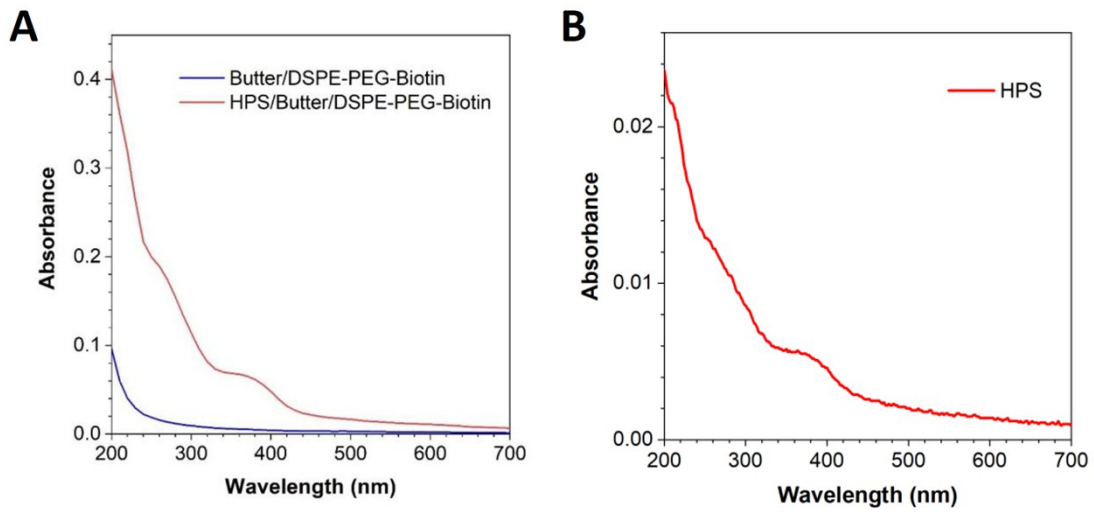 A
Butter/DSPE-PEG-Biotin
HPS/Butter/DSPE-PEG-Biotin
0.4
0.3
0.2
0.1
0.0
Absorbance
200 300 400 500 600 700
Wavelength (nm)
B
HPS
0.02
0.01
0.00
Absorbance
200 300 400 500 600 700
Wavelength (nm)